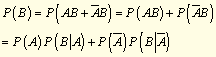 P(B) = P(AB + A̅B) = P(AB) + P(A̅B)
= P(A)P(B|A) + P(A̅)P(B|A̅)